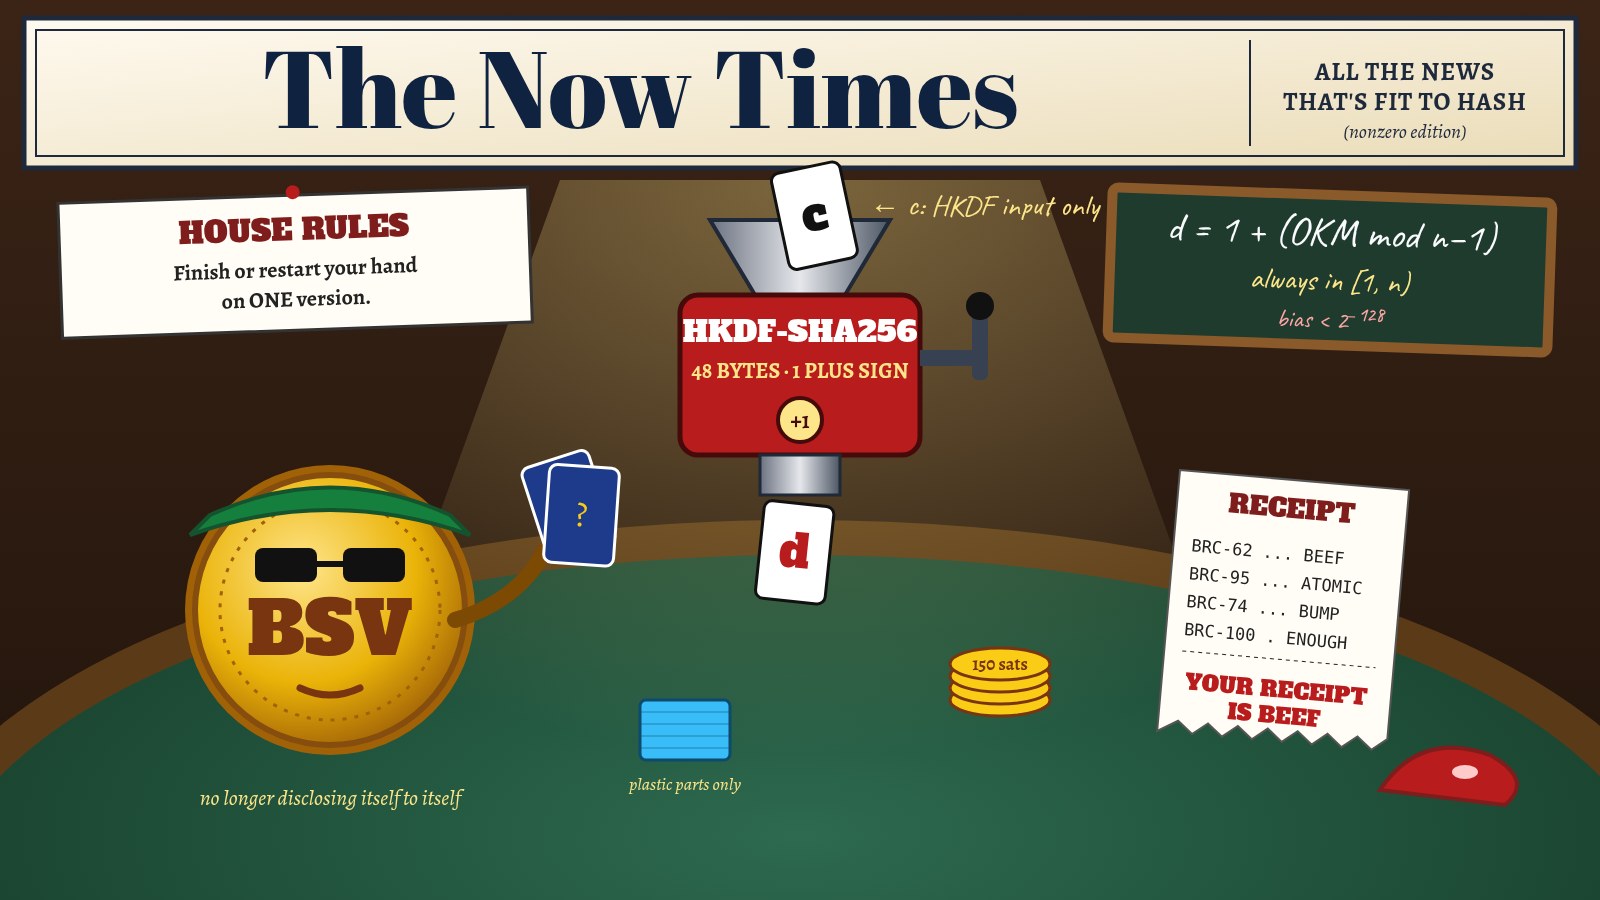 The Now Times
ALL THE NEWS
THAT'S FIT TO HASH
(nonzero edition)
HOUSE RULES
Finish or restart your hand
on ONE version.
c
← c: HKDF input only
d = 1 + (OKM mod n−1)
always in [1, n)
bias < 2⁻¹²⁸
HKDF-SHA256
48 BYTES · 1 PLUS SIGN
+1
?
d
BSV
RECEIPT
BRC-62 ... BEEF
BRC-95 ... ATOMIC
BRC-74 ... BUMP
BRC-100 . ENOUGH
YOUR RECEIPT
IS BEEF
150 sats
plastic parts only
no longer disclosing itself to itself